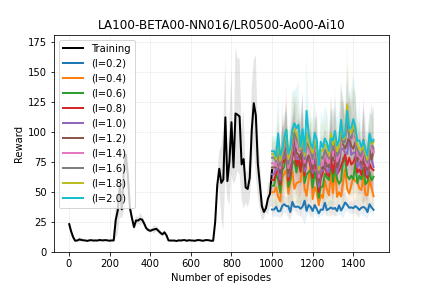 LA100-BETA00-NN016/LR0500-Ao00-Ai10
175
150
125
100
75
50
25
0
Reward
Training
(l=0.2)
(l=0.4)
(l=0.6)
(l=0.8)
(l=1.0)
(l=1.2)
(l=1.4)
(l=1.6)
(l=1.8)
(l=2.0)
0 200 400 600 800 1000 1200 1400
Number of episodes